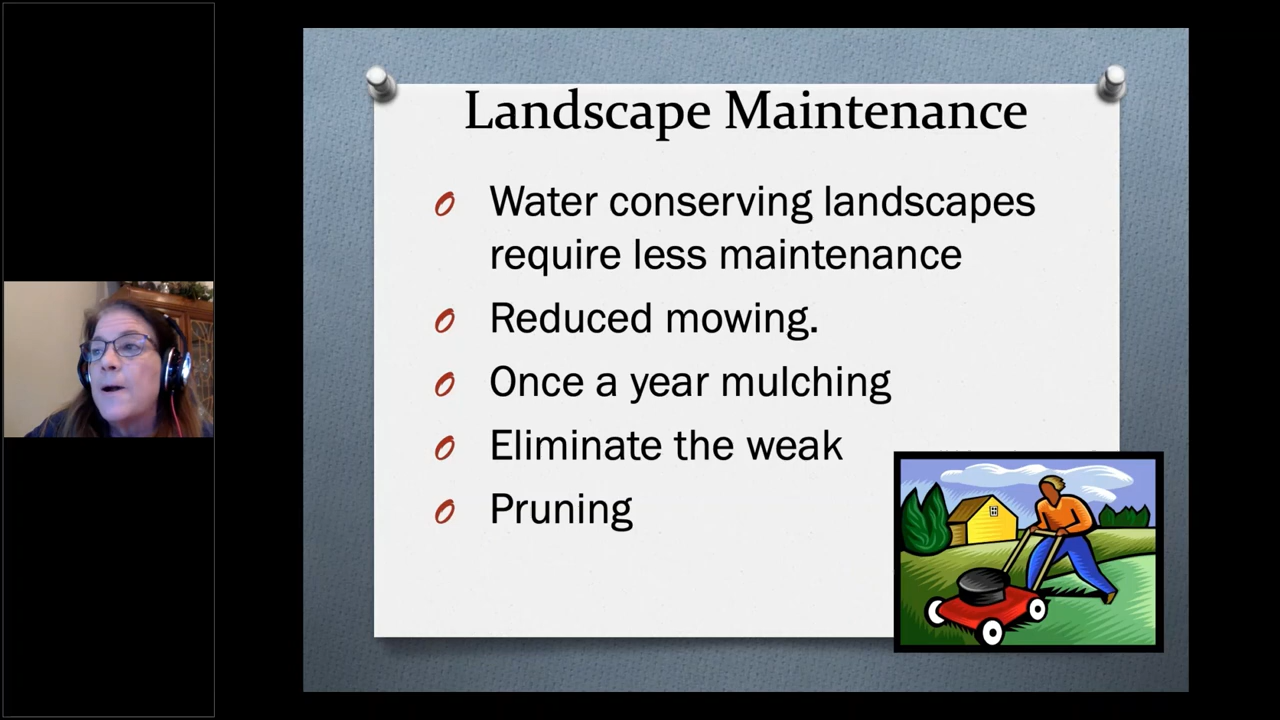 Landscape Maintenance
Water conserving landscapes
require less maintenance
Reduced mowing.
Once a year mulching
Eliminate the weak
Pruning